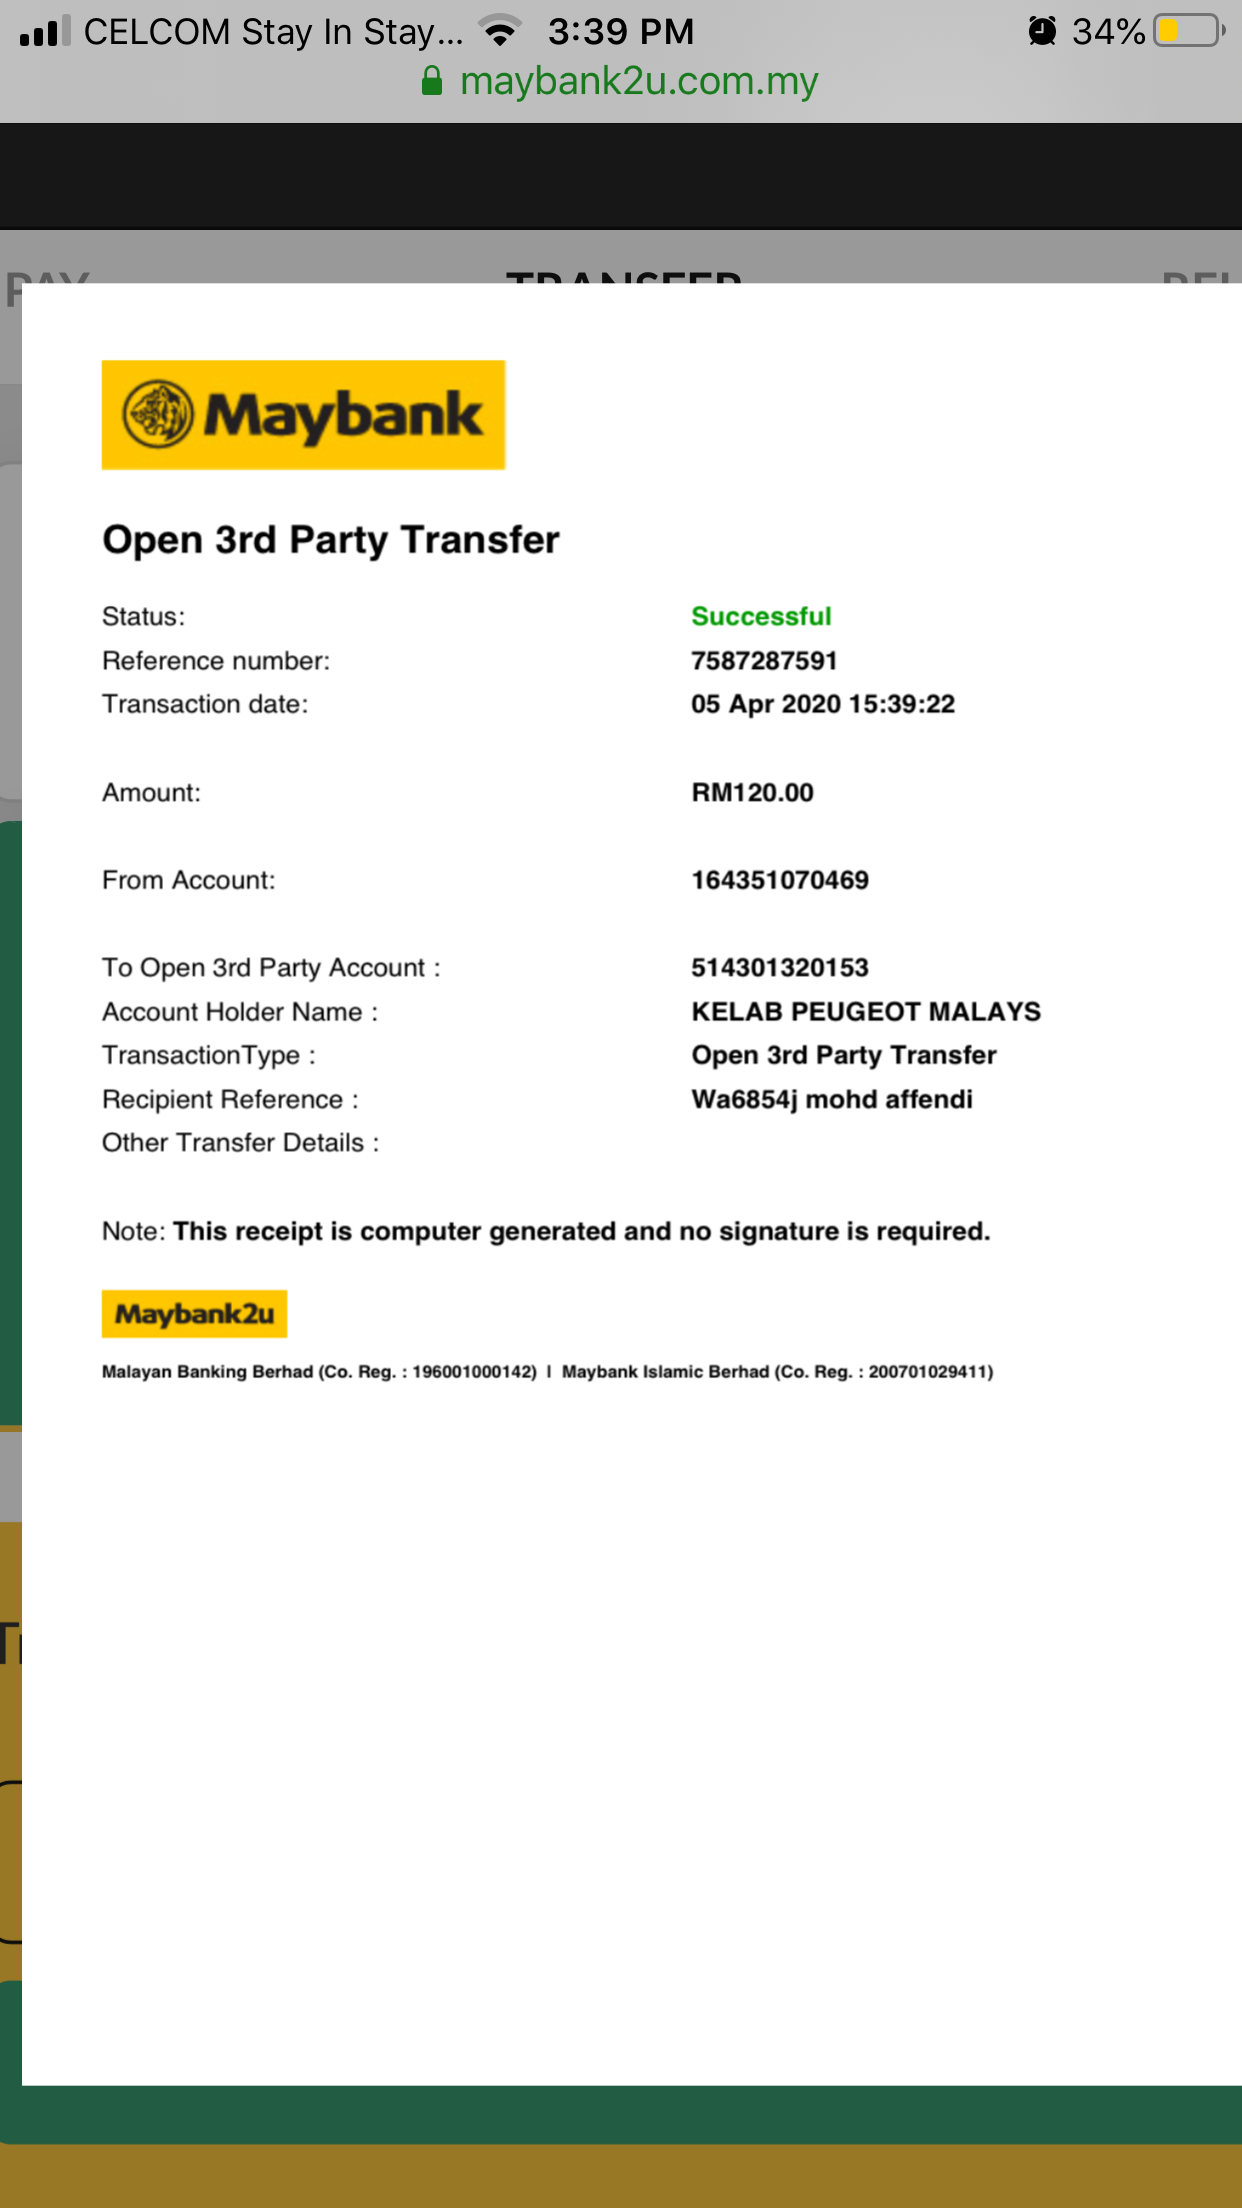 CELCOM Stay In Stay... 3:39 PM 34%
maybank2u.com.my
PAY TRANSFER
Maybank
Open 3rd Party Transfer
Status: Successful
Reference number: 7587287591
Transaction date: 05 Apr 2020 15:39:22
Amount: RM120.00
From Account: 164351070469
To Open 3rd Party Account : 514301320153
Account Holder Name : KELAB PEUGEOT MALAYS
TransactionType : Open 3rd Party Transfer
Recipient Reference : Wa6854j mohd affendi
Other Transfer Details :
Note: This receipt is computer generated and no signature is required.
Maybank2u
Malayan Banking Berhad (Co. Reg. : 196001000142) I Maybank Islamic Berhad (Co. Reg. : 200701029411)